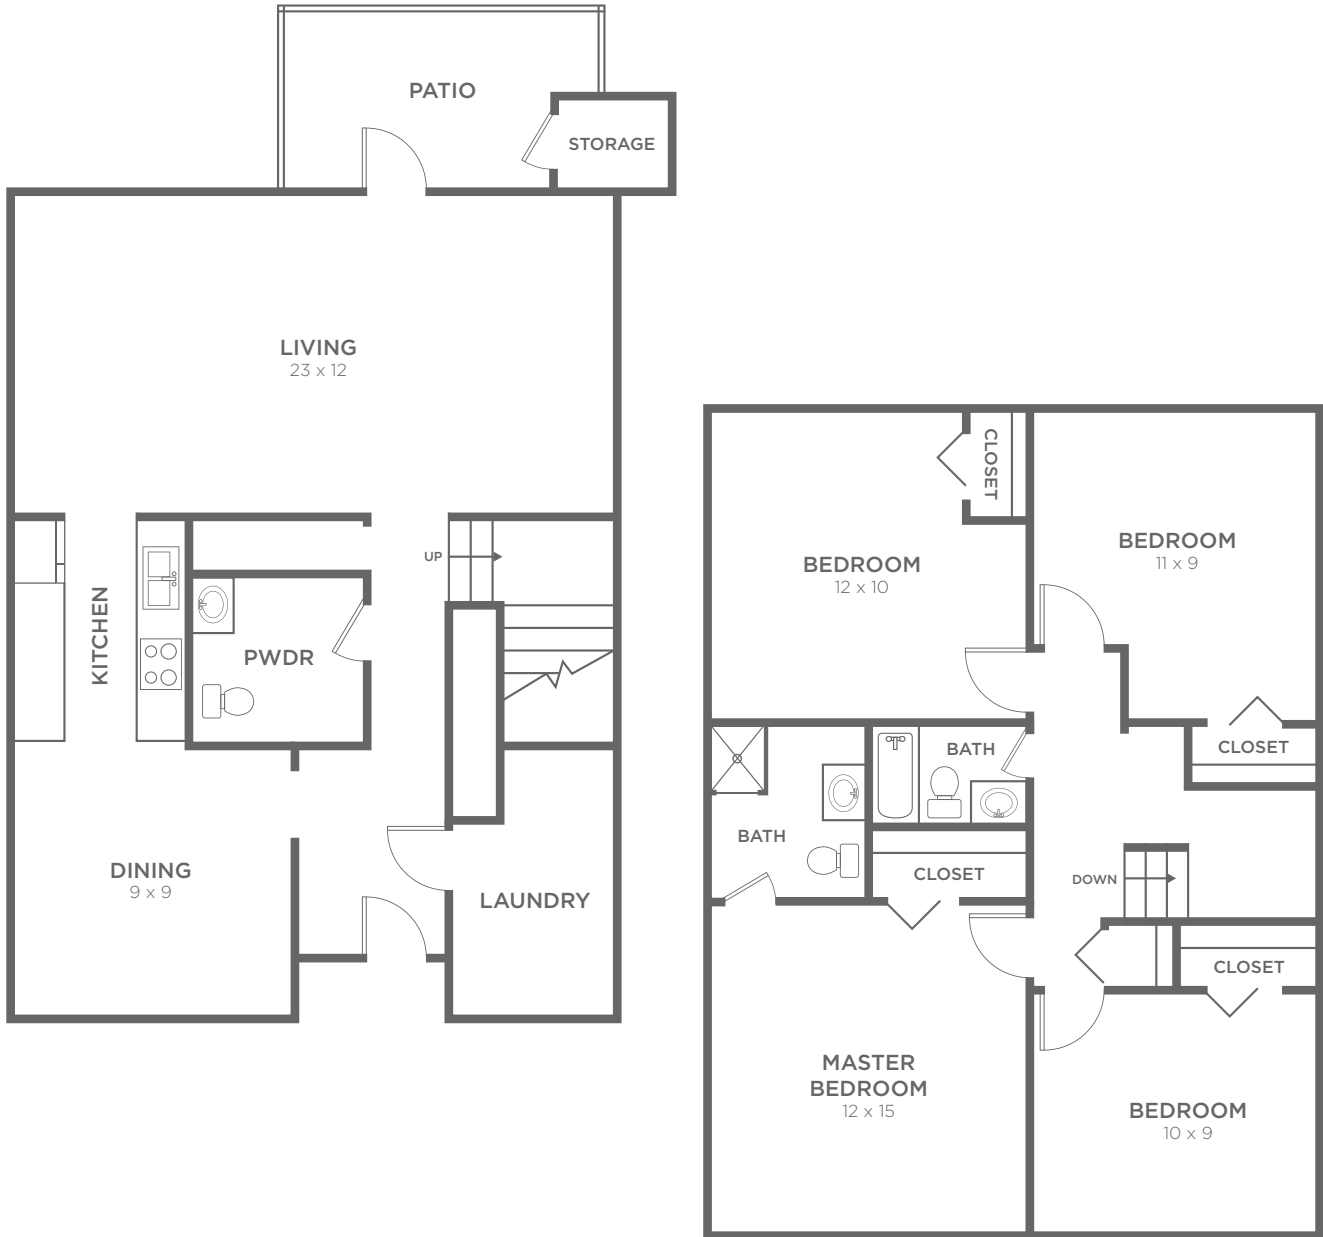 PATIO
STORAGE
LIVING
23 x 12
UP
KITCHEN
PWDR
DINING
9 x 9
LAUNDRY
CLOSET
BEDROOM
12 x 10
BEDROOM
11 x 9
CLOSET
BATH
BATH
CLOSET
DOWN
CLOSET
MASTER
BEDROOM
12 x 15
BEDROOM
10 x 9